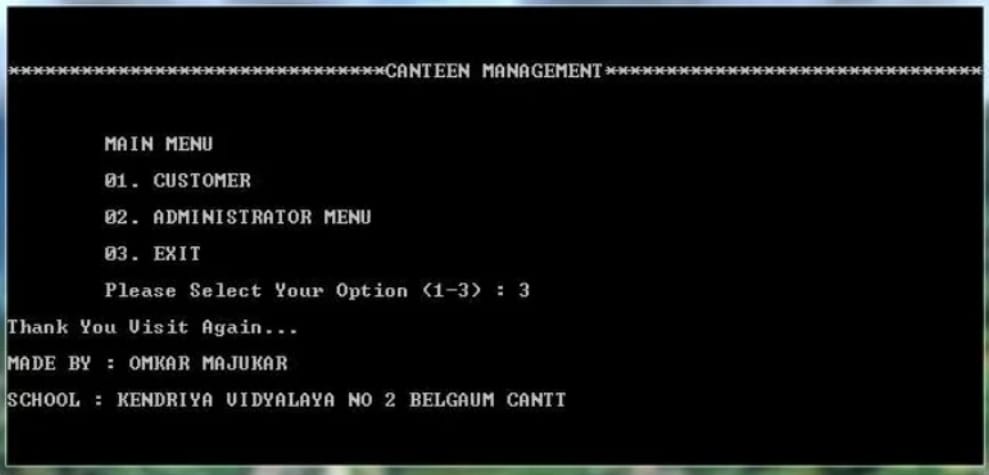 *******************************CANTEEN MANAGEMENT*******************************
MAIN MENU
01. CUSTOMER
02. ADMINISTRATOR MENU
03. EXIT
Please Select Your Option (1-3) : 3
Thank You Visit Again...
MADE BY : OMKAR MAJUKAR
SCHOOL : KENDRIYA VIDYALAYA NO 2 BELGAUM CANTT